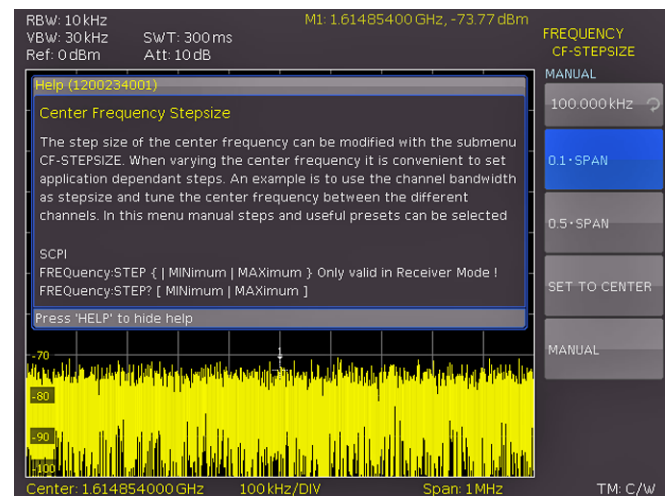 RBW: 10 kHz
VBW: 30 kHz SWT: 300 ms
Ref: 0 dBm Att: 10 dB
M1: 1.61485400 GHz, -73.77 dBm
Help (1200234001)
Center Frequency Stepsize
The step size of the center frequency can be modified with the submenu
CF-STEPSIZE. When varying the center frequency it is convenient to set
application dependant steps. An example is to use the channel bandwidth
as stepsize and tune the center frequency between the different
channels. In this menu manual steps and useful presets can be selected
SCPI
FREQuency:STEP { | MINimum | MAXimum } Only valid in Receiver Mode !
FREQuency:STEP? [ MINimum | MAXimum ]
Press 'HELP' to hide help
-70
1
-80
-90
-100
Center: 1.614854000 GHz 100 kHz/DIV Span: 1 MHz
FREQUENCY
CF-STEPSIZE
MANUAL
100.000 kHz
0.1·SPAN
0.5·SPAN
SET TO CENTER
MANUAL
TM: C/W